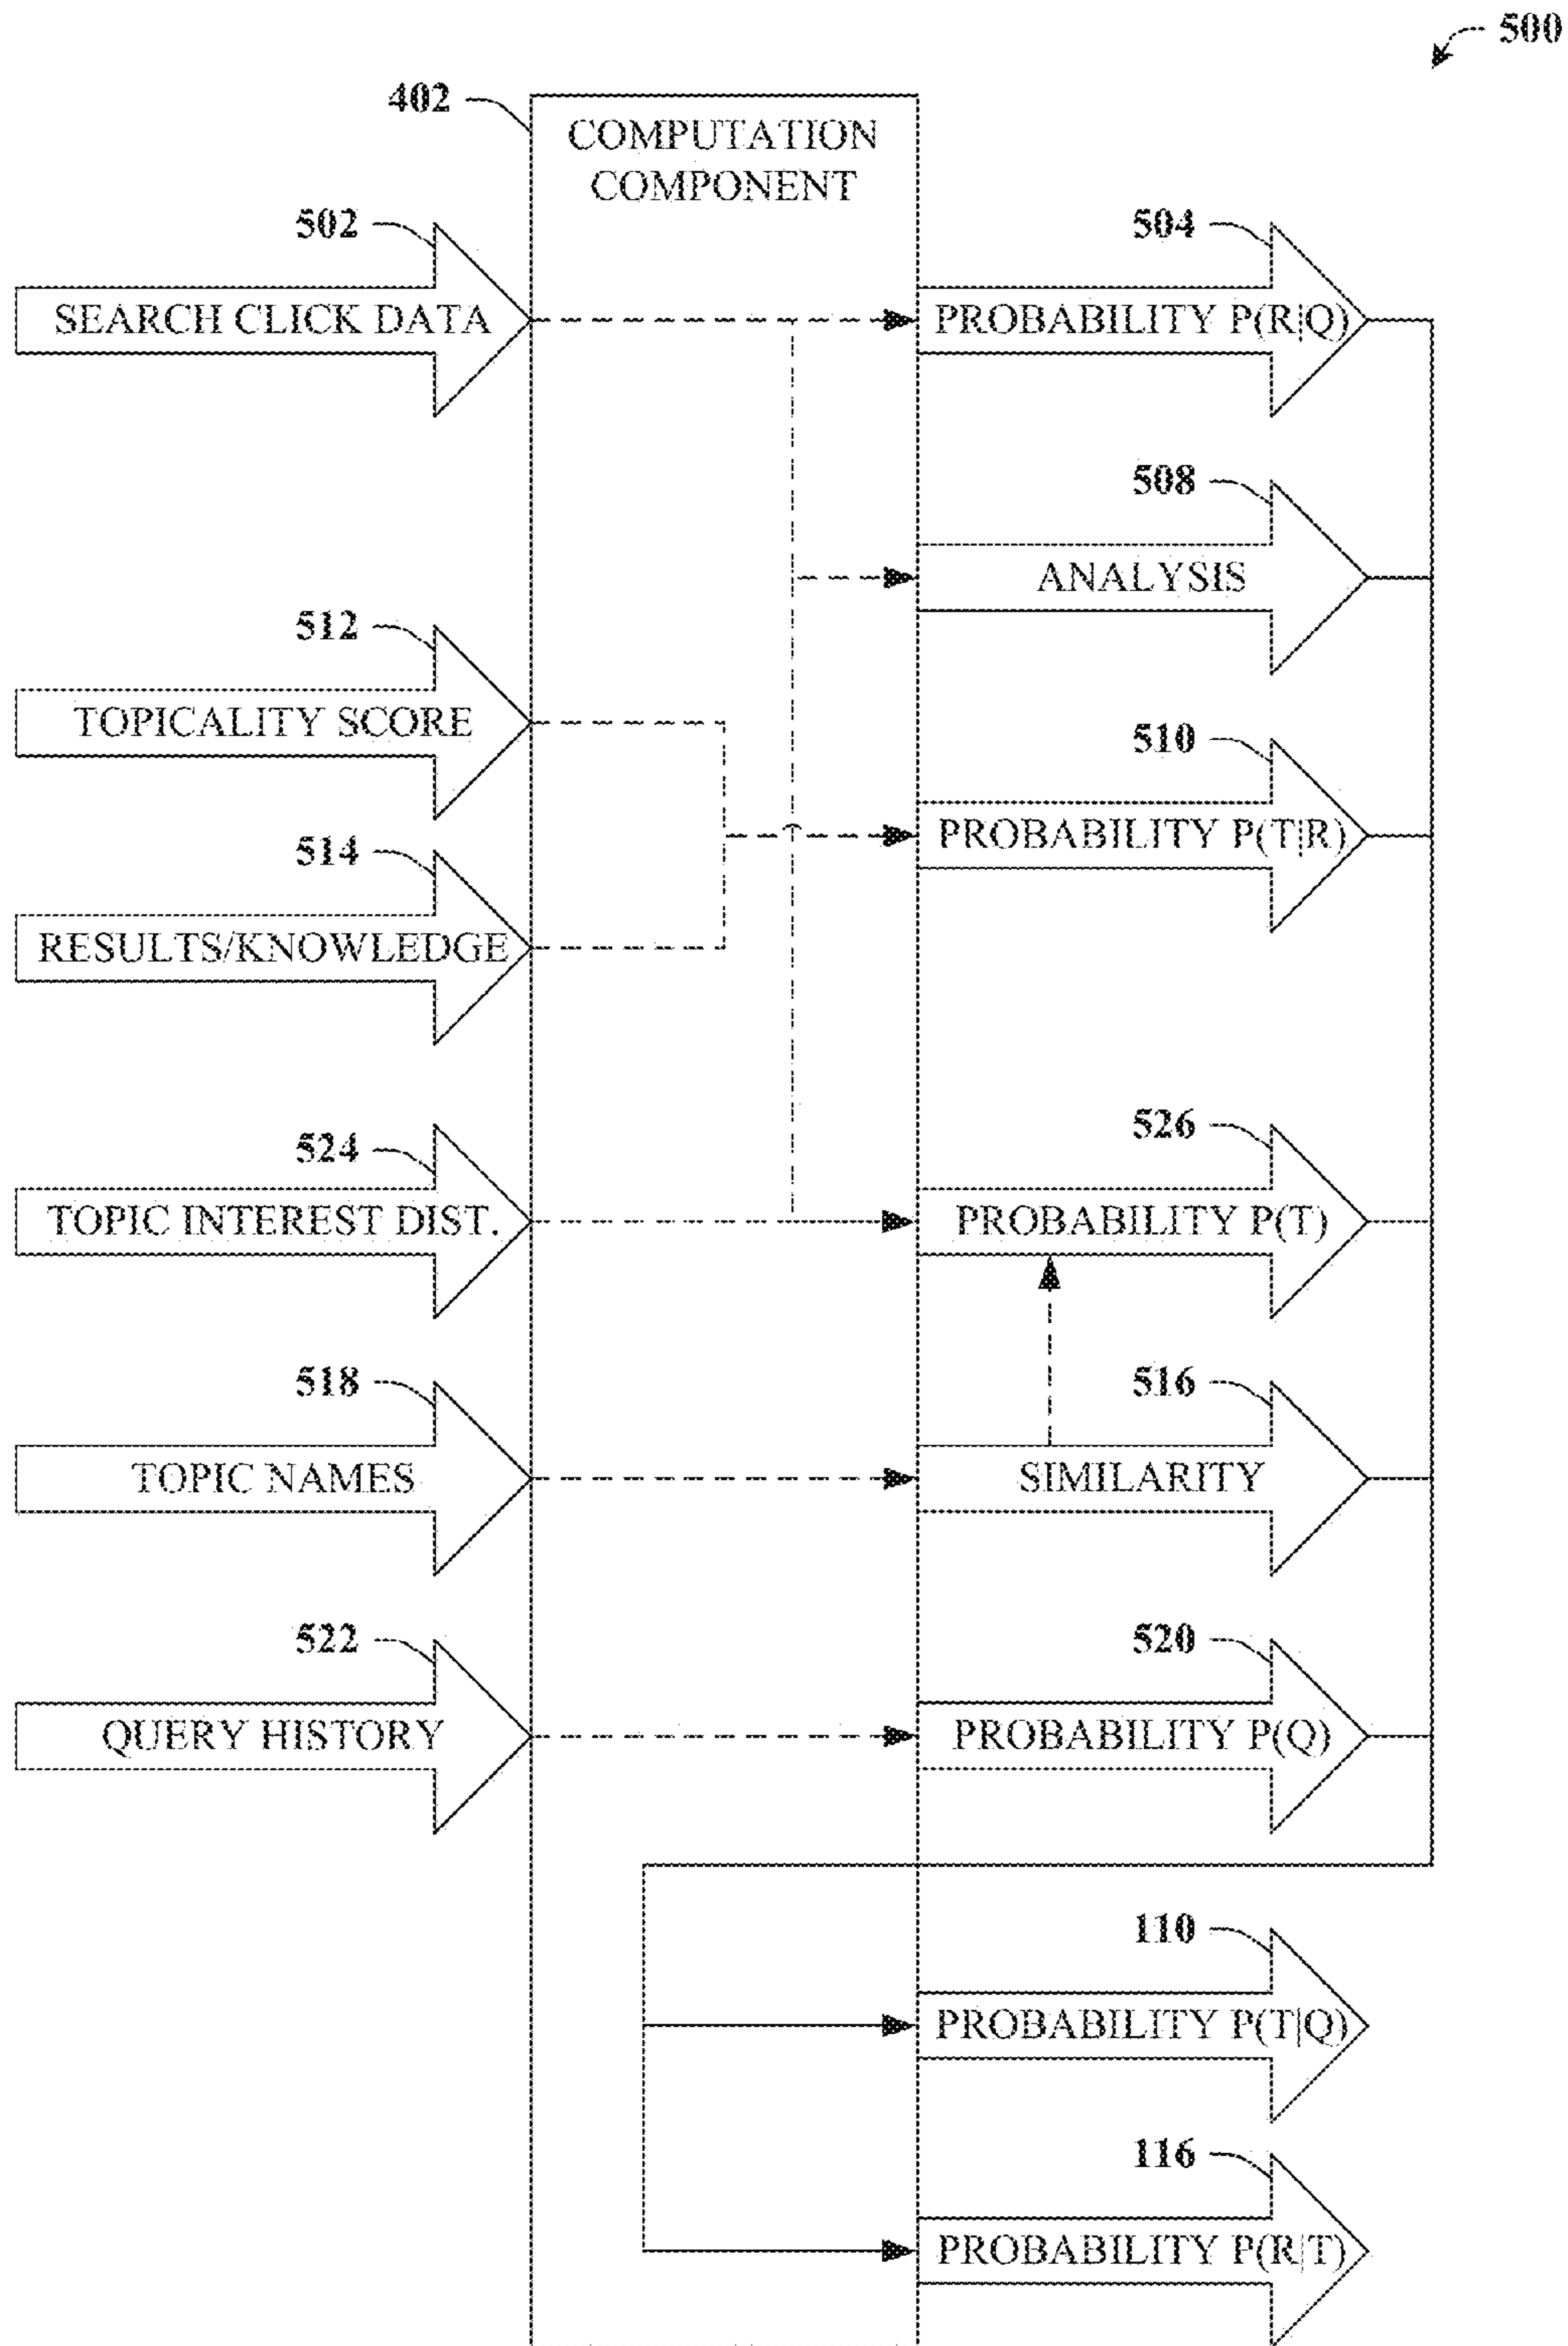 500
402
COMPUTATION
COMPONENT
502
504
SEARCH CLICK DATA
PROBABILITY P(R|Q)
508
ANALYSIS
512
TOPICALITY SCORE
510
PROBABILITY P(T|R)
514
RESULTS/KNOWLEDGE
524
526
TOPIC INTEREST DIST.
PROBABILITY P(T)
518
516
TOPIC NAMES
SIMILARITY
522
520
QUERY HISTORY
PROBABILITY P(Q)
110
PROBABILITY P(T|Q)
116
PROBABILITY P(R|T)